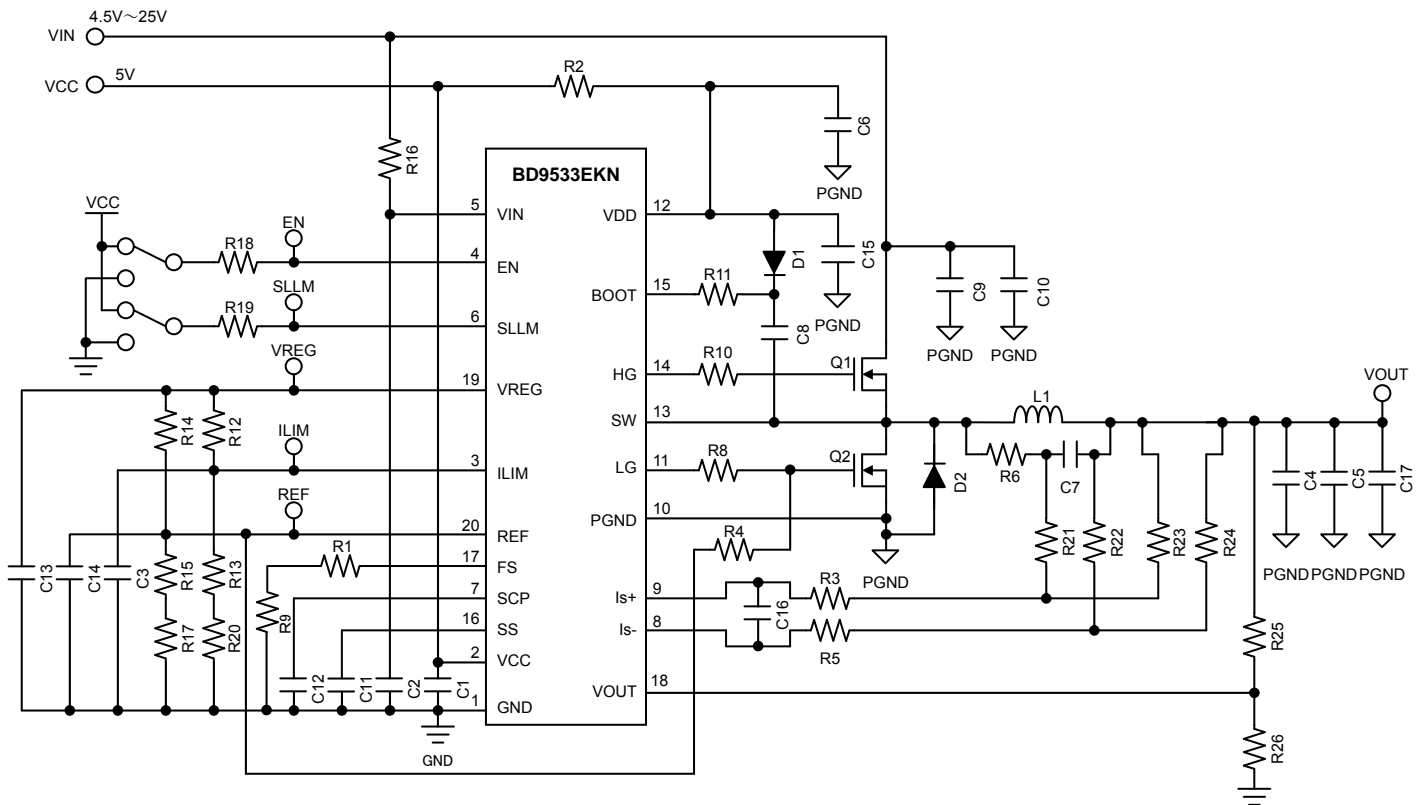 4.5V～25V
VIN
VCC
5V
R2
C6
PGND
R16
BD9533EKN
VCC
5
VIN
VDD
12
EN
R18
4
EN
D1
C15
PGND
C9
C10
PGND
PGND
SLLM
R19
6
SLLM
BOOT
15
R11
C8
VREG
19
VREG
HG
14
R10
Q1
SW
13
L1
VOUT
R14
R12
ILIM
3
ILIM
LG
11
R8
Q2
D2
R6
C7
C4
C5
C17
PGND
PGND
PGND
REF
20
REF
PGND
10
PGND
R4
R21
R22
R23
R24
C13
C14
C3
R15
R13
R1
17
FS
R9
7
SCP
Is+
9
C16
R3
R17
R20
16
SS
Is-
8
R5
R25
2
VCC
C12
C11
C2
C1
1
GND
VOUT
18
GND
R26